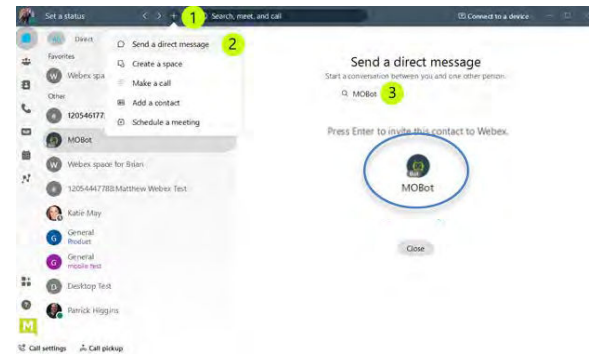 Set a status
Search, meet, and call
Connect to a device
1
Direct
Send a direct message
2
Create a space
Make a call
Add a contact
Schedule a meeting
Favorites
W
Webex spa
Other
12054617
MOBot
W
Webex space for Brian
12054447788:Matthew Webex Test
Katie May
G
General
Product
G
General
mobile test
D
Desktop Test
Patrick Higgins
M
Call settings
Call pickup
Send a direct message
Start a conversation between you and one other person.
MOBot
3
Press Enter to invite this contact to Webex.
Bot
MOBot
Close